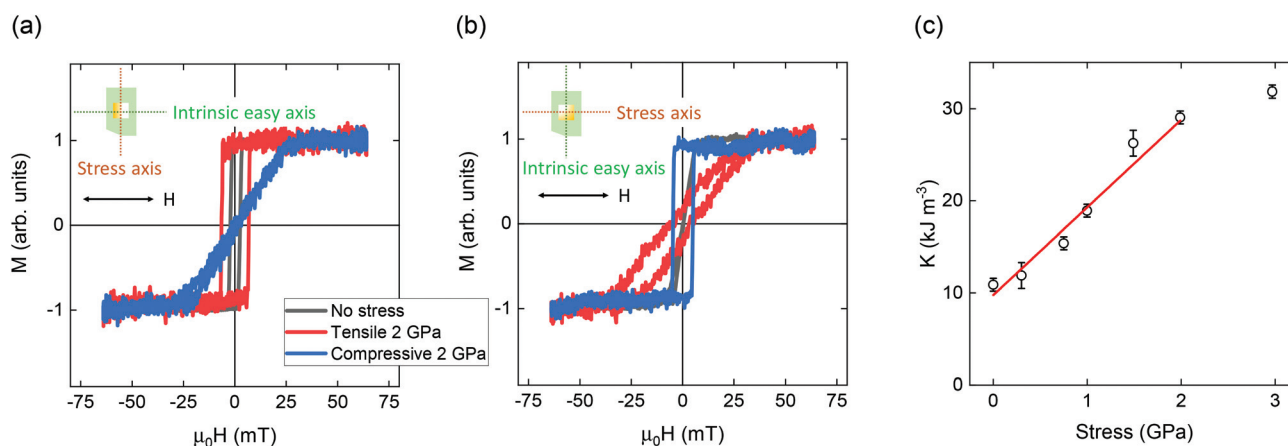 (a)
M (arb. units)
1
0
-1
-75
-50
-25
0
25
50
75
μ₀H (mT)
Intrinsic easy axis
Stress axis
H
No stress
Tensile 2 GPa
Compressive 2 GPa
(b)
M (arb. units)
1
0
-1
-75
-50
-25
0
25
50
75
μ₀H (mT)
Stress axis
Intrinsic easy axis
H
(c)
K (kJ m⁻³)
30
20
10
0
0
1
2
3
Stress (GPa)